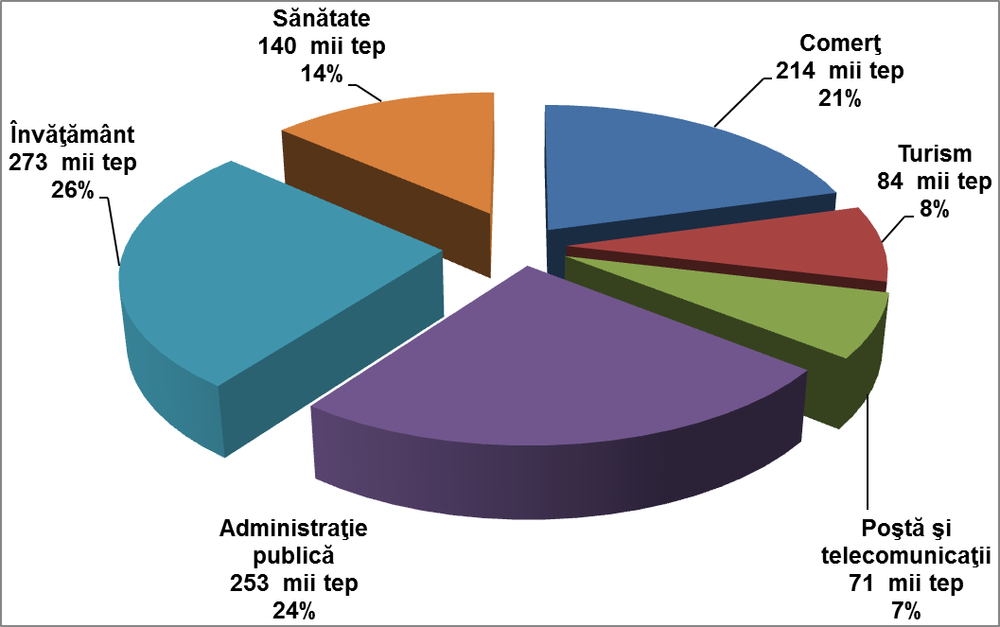 Sănătate
140 mii tep
14%
Comerţ
214 mii tep
21%
Învăţământ
273 mii tep
26%
Turism
84 mii tep
8%
Administraţie
publică
253 mii tep
24%
Poştă şi
telecomunicaţii
71 mii tep
7%